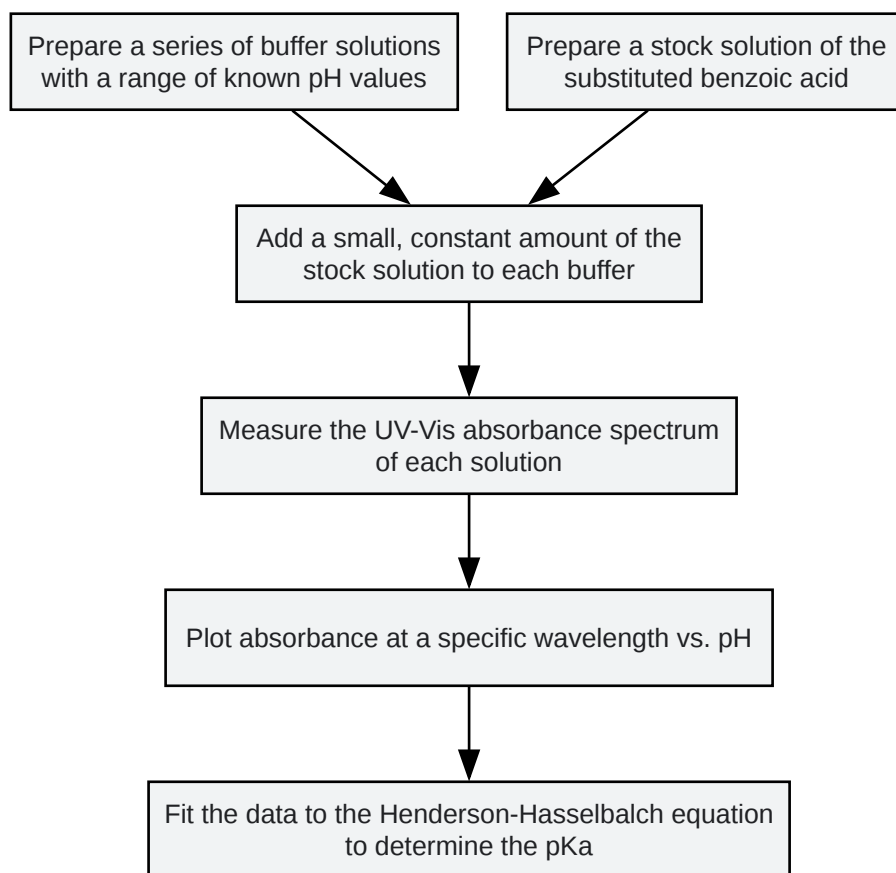 Prepare a series of buffer solutions
with a range of known pH values
Prepare a stock solution of the
substituted benzoic acid
Add a small, constant amount of the
stock solution to each buffer
Measure the UV-Vis absorbance spectrum
of each solution
Plot absorbance at a specific wavelength vs. pH
Fit the data to the Henderson-Hasselbalch equation
to determine the pKa